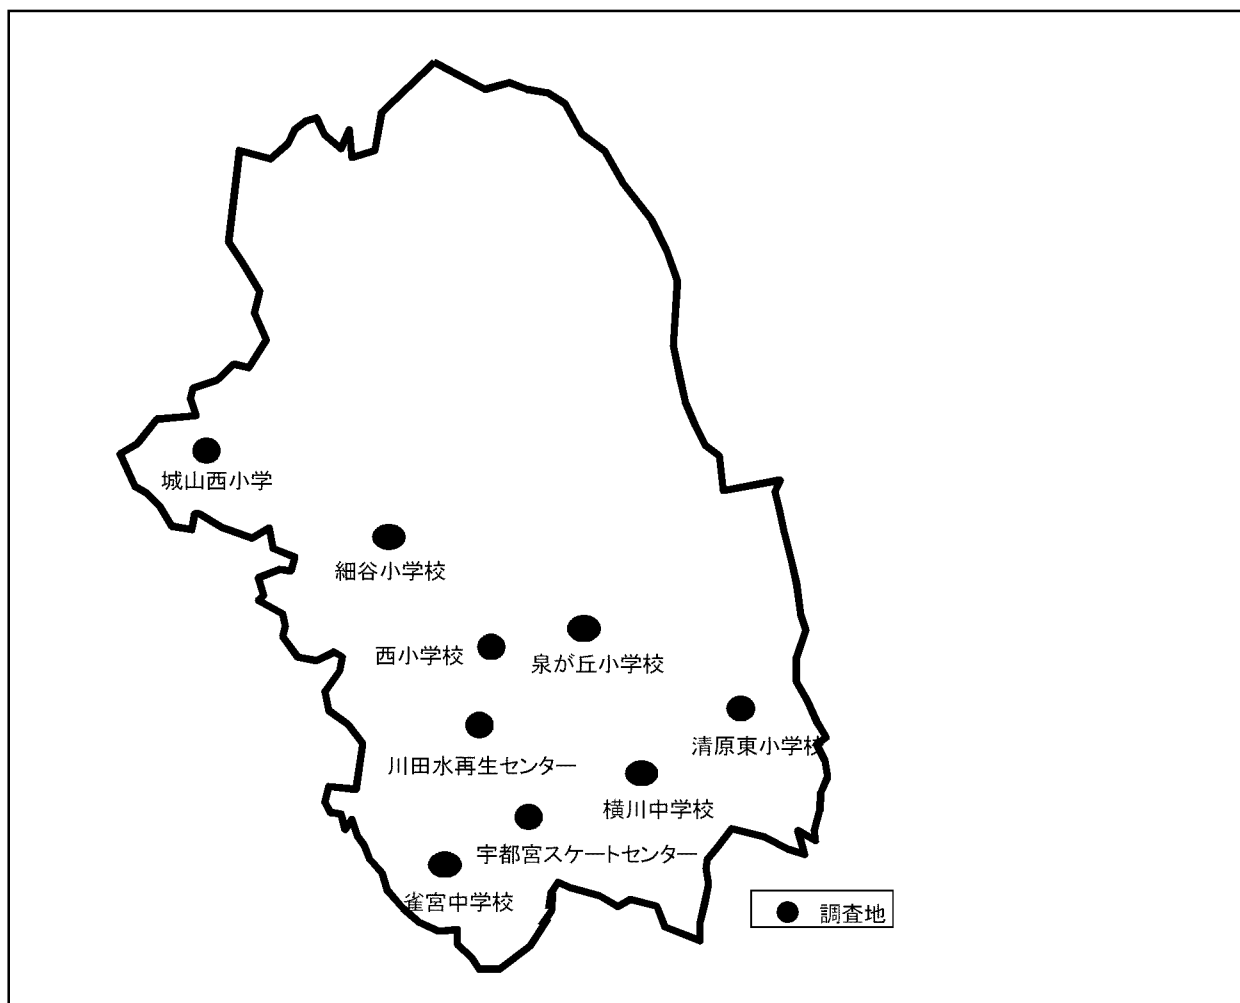 城山西小学
細谷小学校
西小学校
泉が丘小学校
清原東小学校
川田水再生センター
横川中学校
宇都宮スケートセンター
雀宮中学校
調査地